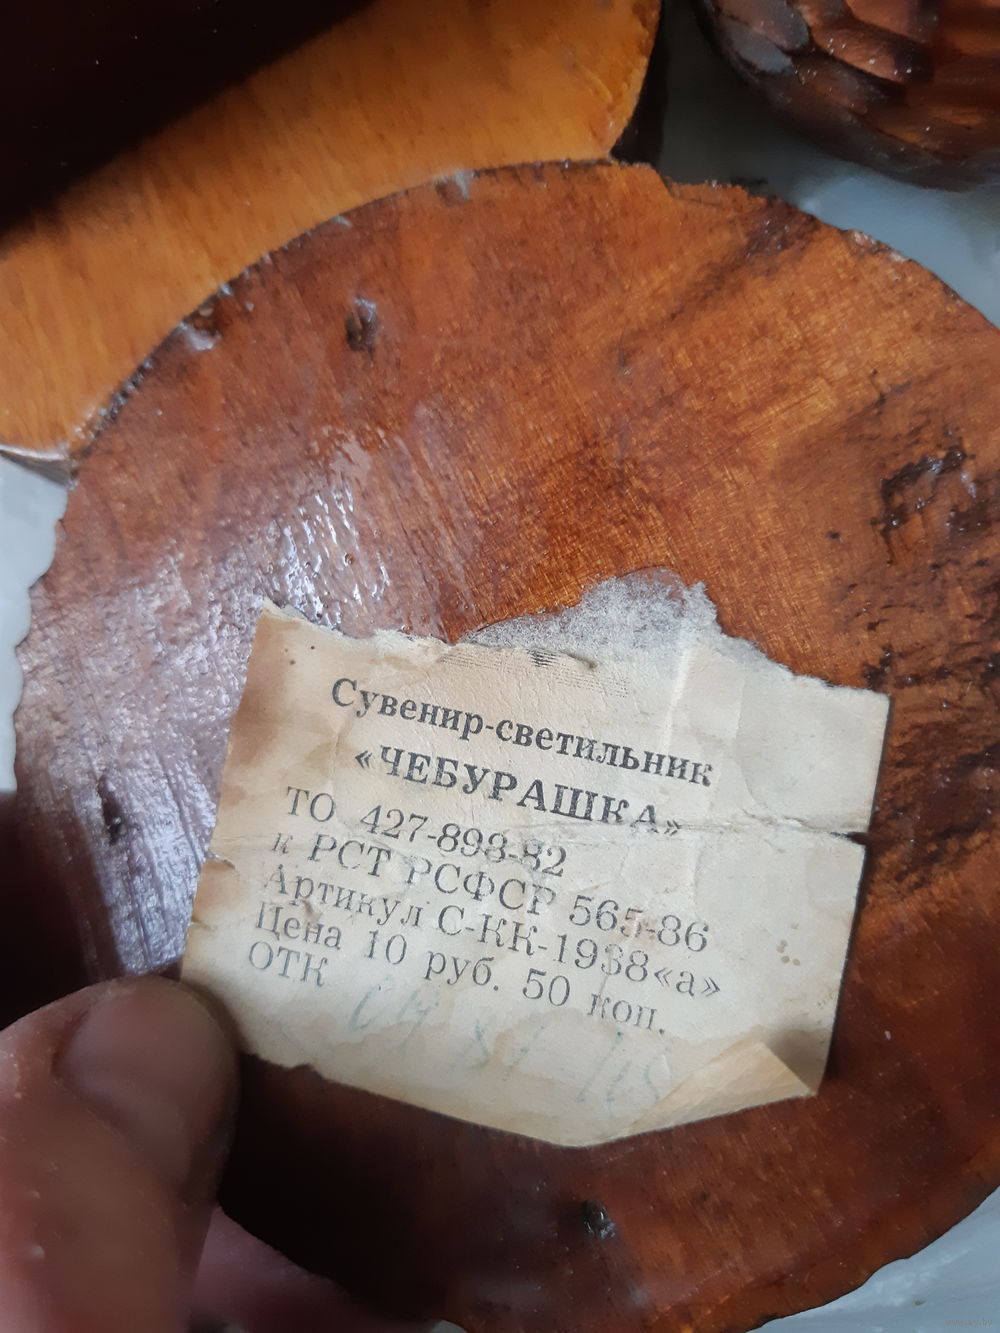 Сувенир-светильник
«ЧЕБУРАШКА»
ТО 427-898-82
к РСТ РСФСР 565-86
Артикул С-КК-1938«а»
Цена 10 руб. 50 коп.
ОТК